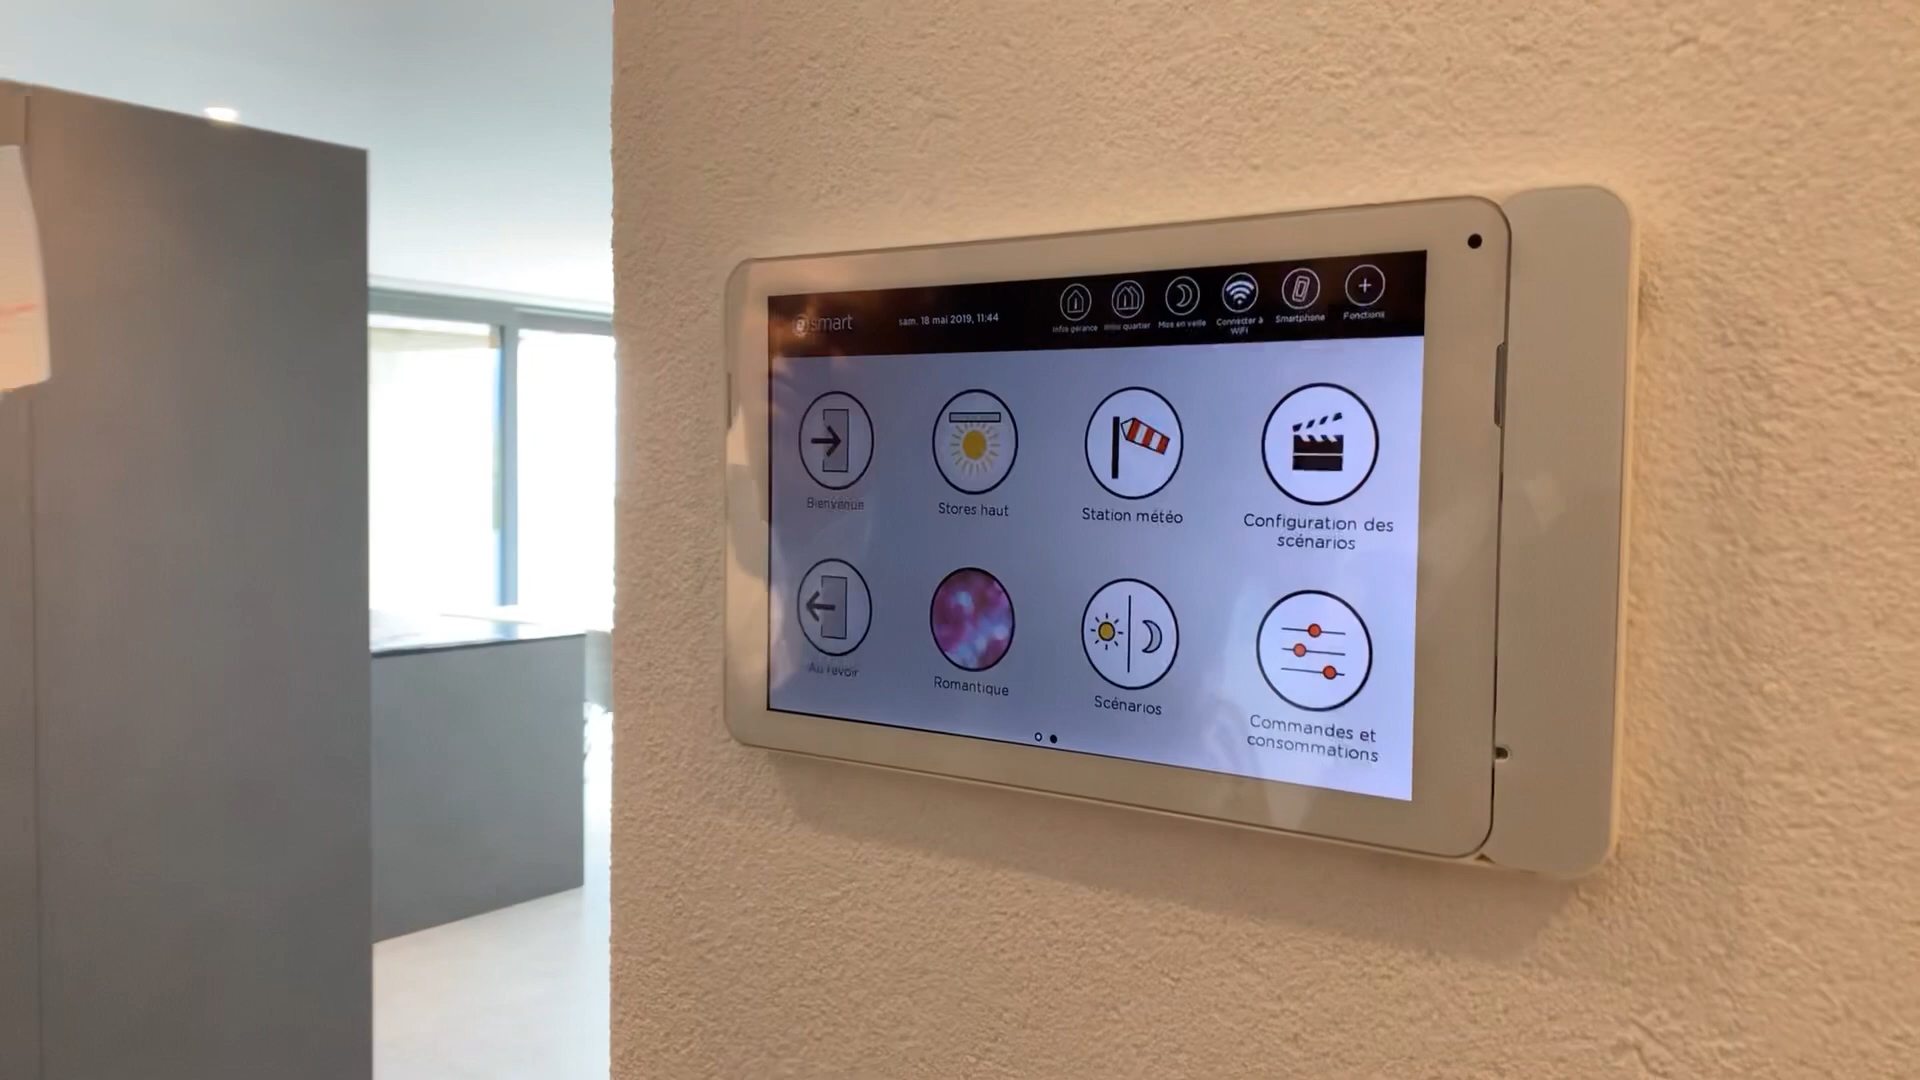 esmart
sam. 18 mai 2019, 11:44
Infos gérance
Infos quartier
Mise en veille
Connecter à
WiFi
Smartphone
Fonctions
Bienvenue
Stores haut
Station météo
Configuration des
scénarios
Au revoir
Romantique
Scénarios
Commandes et
consommations